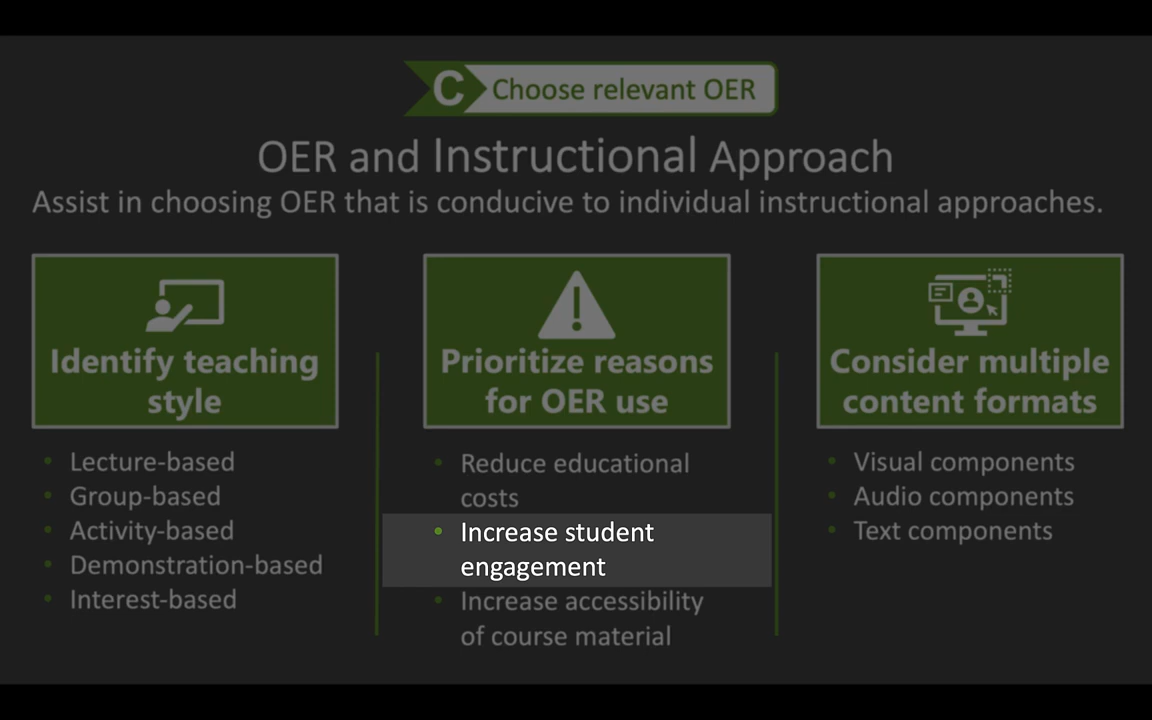 C Choose relevant OER
OER and Instructional Approach
Assist in choosing OER that is conducive to individual instructional approaches.
Identify teaching
style
• Lecture-based
• Group-based
• Activity-based
• Demonstration-based
• Interest-based
Prioritize reasons
for OER use
• Reduce educational
costs
• Increase student
engagement
• Increase accessibility
of course material
Consider multiple
content formats
• Visual components
• Audio components
• Text components